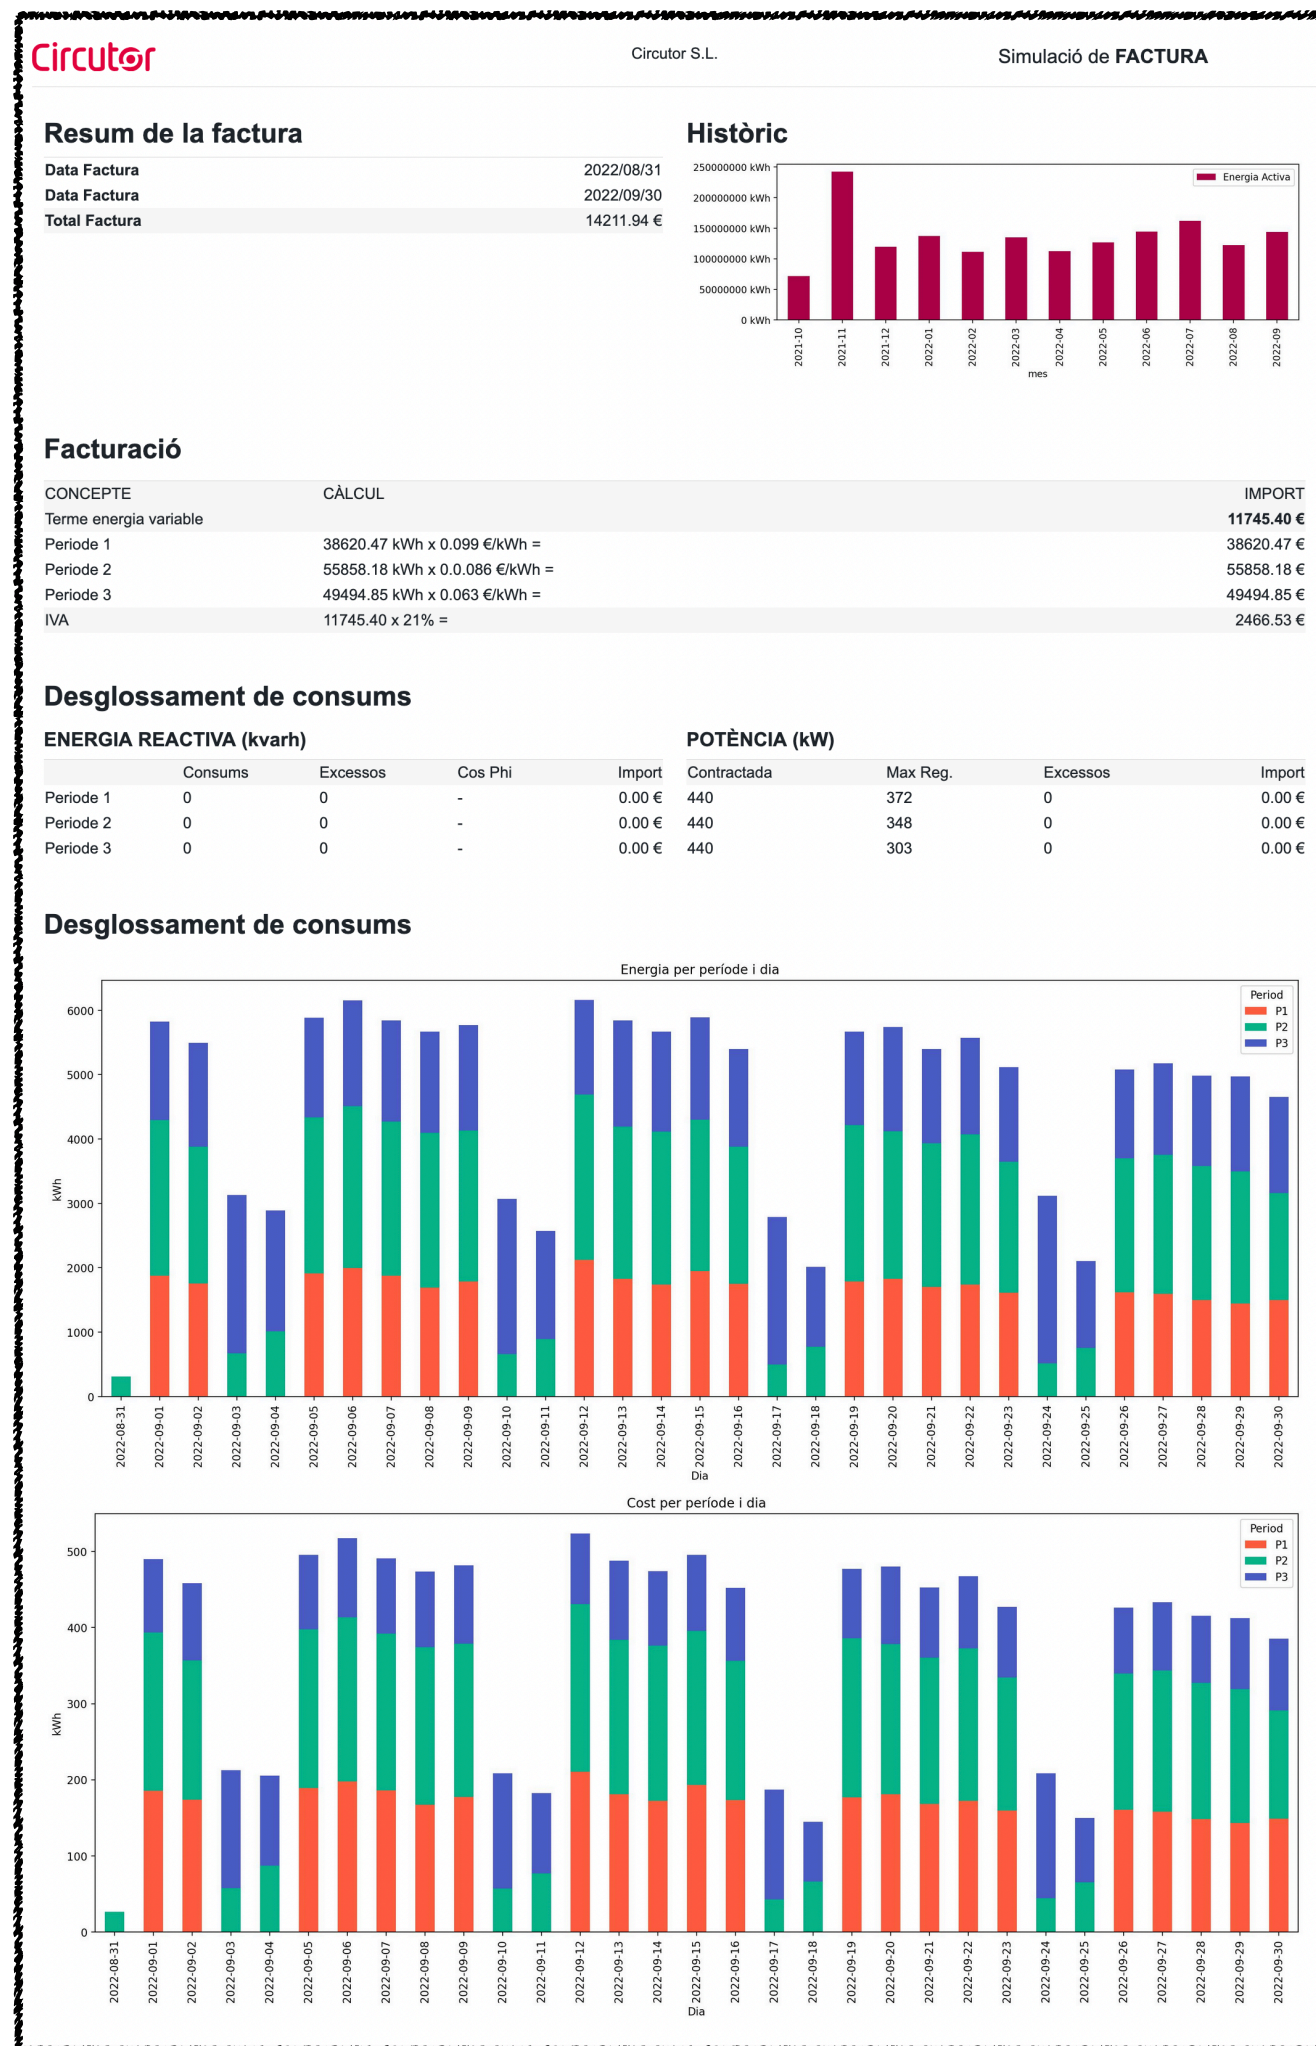 Circutor
Circutor S.L.
Simulació de FACTURA
Resum de la factura
Data Factura 2022/08/31
Data Factura 2022/09/30
Total Factura 14211.94 €
Històric
250000000 kWh
200000000 kWh
150000000 kWh
100000000 kWh
50000000 kWh
0 kWh
Energia Activa
2021-10 2021-11 2021-12 2022-01 2022-02 2022-03 2022-04 2022-05 2022-06 2022-07 2022-08 2022-09
mes
Facturació
CONCEPTE CÀLCUL IMPORT
Terme energia variable 11745.40 €
Periode 1 38620.47 kWh x 0.099 €/kWh = 38620.47 €
Periode 2 55858.18 kWh x 0.0.086 €/kWh = 55858.18 €
Periode 3 49494.85 kWh x 0.063 €/kWh = 49494.85 €
IVA 11745.40 x 21% = 2466.53 €
Desglossament de consums
ENERGIA REACTIVA (kvarh)
Consums Excessos Cos Phi Import
Periode 1 0 0 - 0.00 €
Periode 2 0 0 - 0.00 €
Periode 3 0 0 - 0.00 €
POTÈNCIA (kW)
Contractada Max Reg. Excessos Import
440 372 0 0.00 €
440 348 0 0.00 €
440 303 0 0.00 €
Desglossament de consums
Energia per període i dia
Period
P1
P2
P3
6000
5000
4000
3000
2000
1000
0
kWh
2022-08-31 2022-09-01 2022-09-02 2022-09-03 2022-09-04 2022-09-05 2022-09-06 2022-09-07 2022-09-08 2022-09-09 2022-09-10 2022-09-11 2022-09-12 2022-09-13 2022-09-14 2022-09-15 2022-09-16 2022-09-17 2022-09-18 2022-09-19 2022-09-20 2022-09-21 2022-09-22 2022-09-23 2022-09-24 2022-09-25 2022-09-26 2022-09-27 2022-09-28 2022-09-29 2022-09-30
Dia
Cost per període i dia
Period
P1
P2
P3
500
400
300
200
100
0
kWh
2022-08-31 2022-09-01 2022-09-02 2022-09-03 2022-09-04 2022-09-05 2022-09-06 2022-09-07 2022-09-08 2022-09-09 2022-09-10 2022-09-11 2022-09-12 2022-09-13 2022-09-14 2022-09-15 2022-09-16 2022-09-17 2022-09-18 2022-09-19 2022-09-20 2022-09-21 2022-09-22 2022-09-23 2022-09-24 2022-09-25 2022-09-26 2022-09-27 2022-09-28 2022-09-29 2022-09-30
Dia